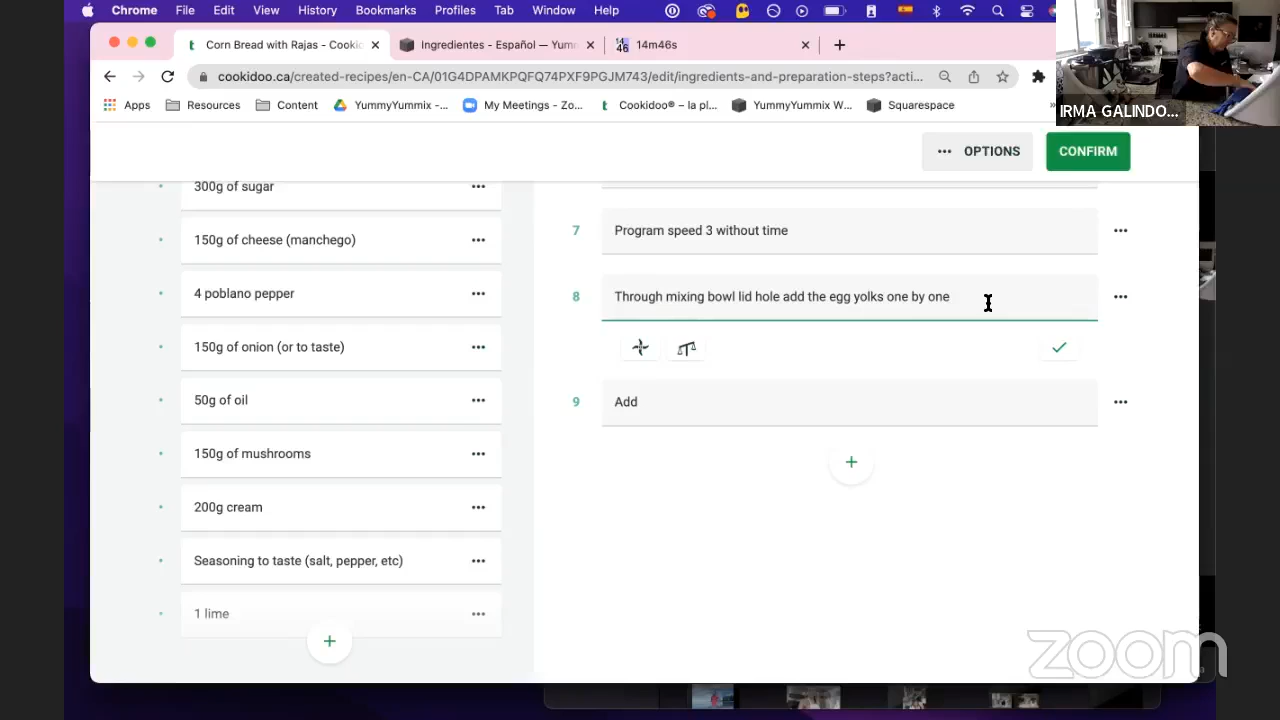 Chrome File Edit View History Bookmarks Profiles Tab Window Help
Corn Bread with Rajas - Cookid
Ingredientes - Español — Yumm
14m46s
cookidoo.ca/created-recipes/en-CA/01G4DPAMKPQFQ74PXF9PGJM743/edit/ingredients-and-preparation-steps?acti...
Apps Resources Content YummyYummix -... My Meetings - Zo... Cookidoo® – la pl... YummyYummix W... Squarespace »
IRMA GALINDO...
••• OPTIONS
CONFIRM
300g of sugar
150g of cheese (manchego)
4 poblano pepper
150g of onion (or to taste)
50g of oil
150g of mushrooms
200g cream
Seasoning to taste (salt, pepper, etc)
1 lime
+
7 Program speed 3 without time
8 Through mixing bowl lid hole add the egg yolks one by one
9 Add
+
zoom